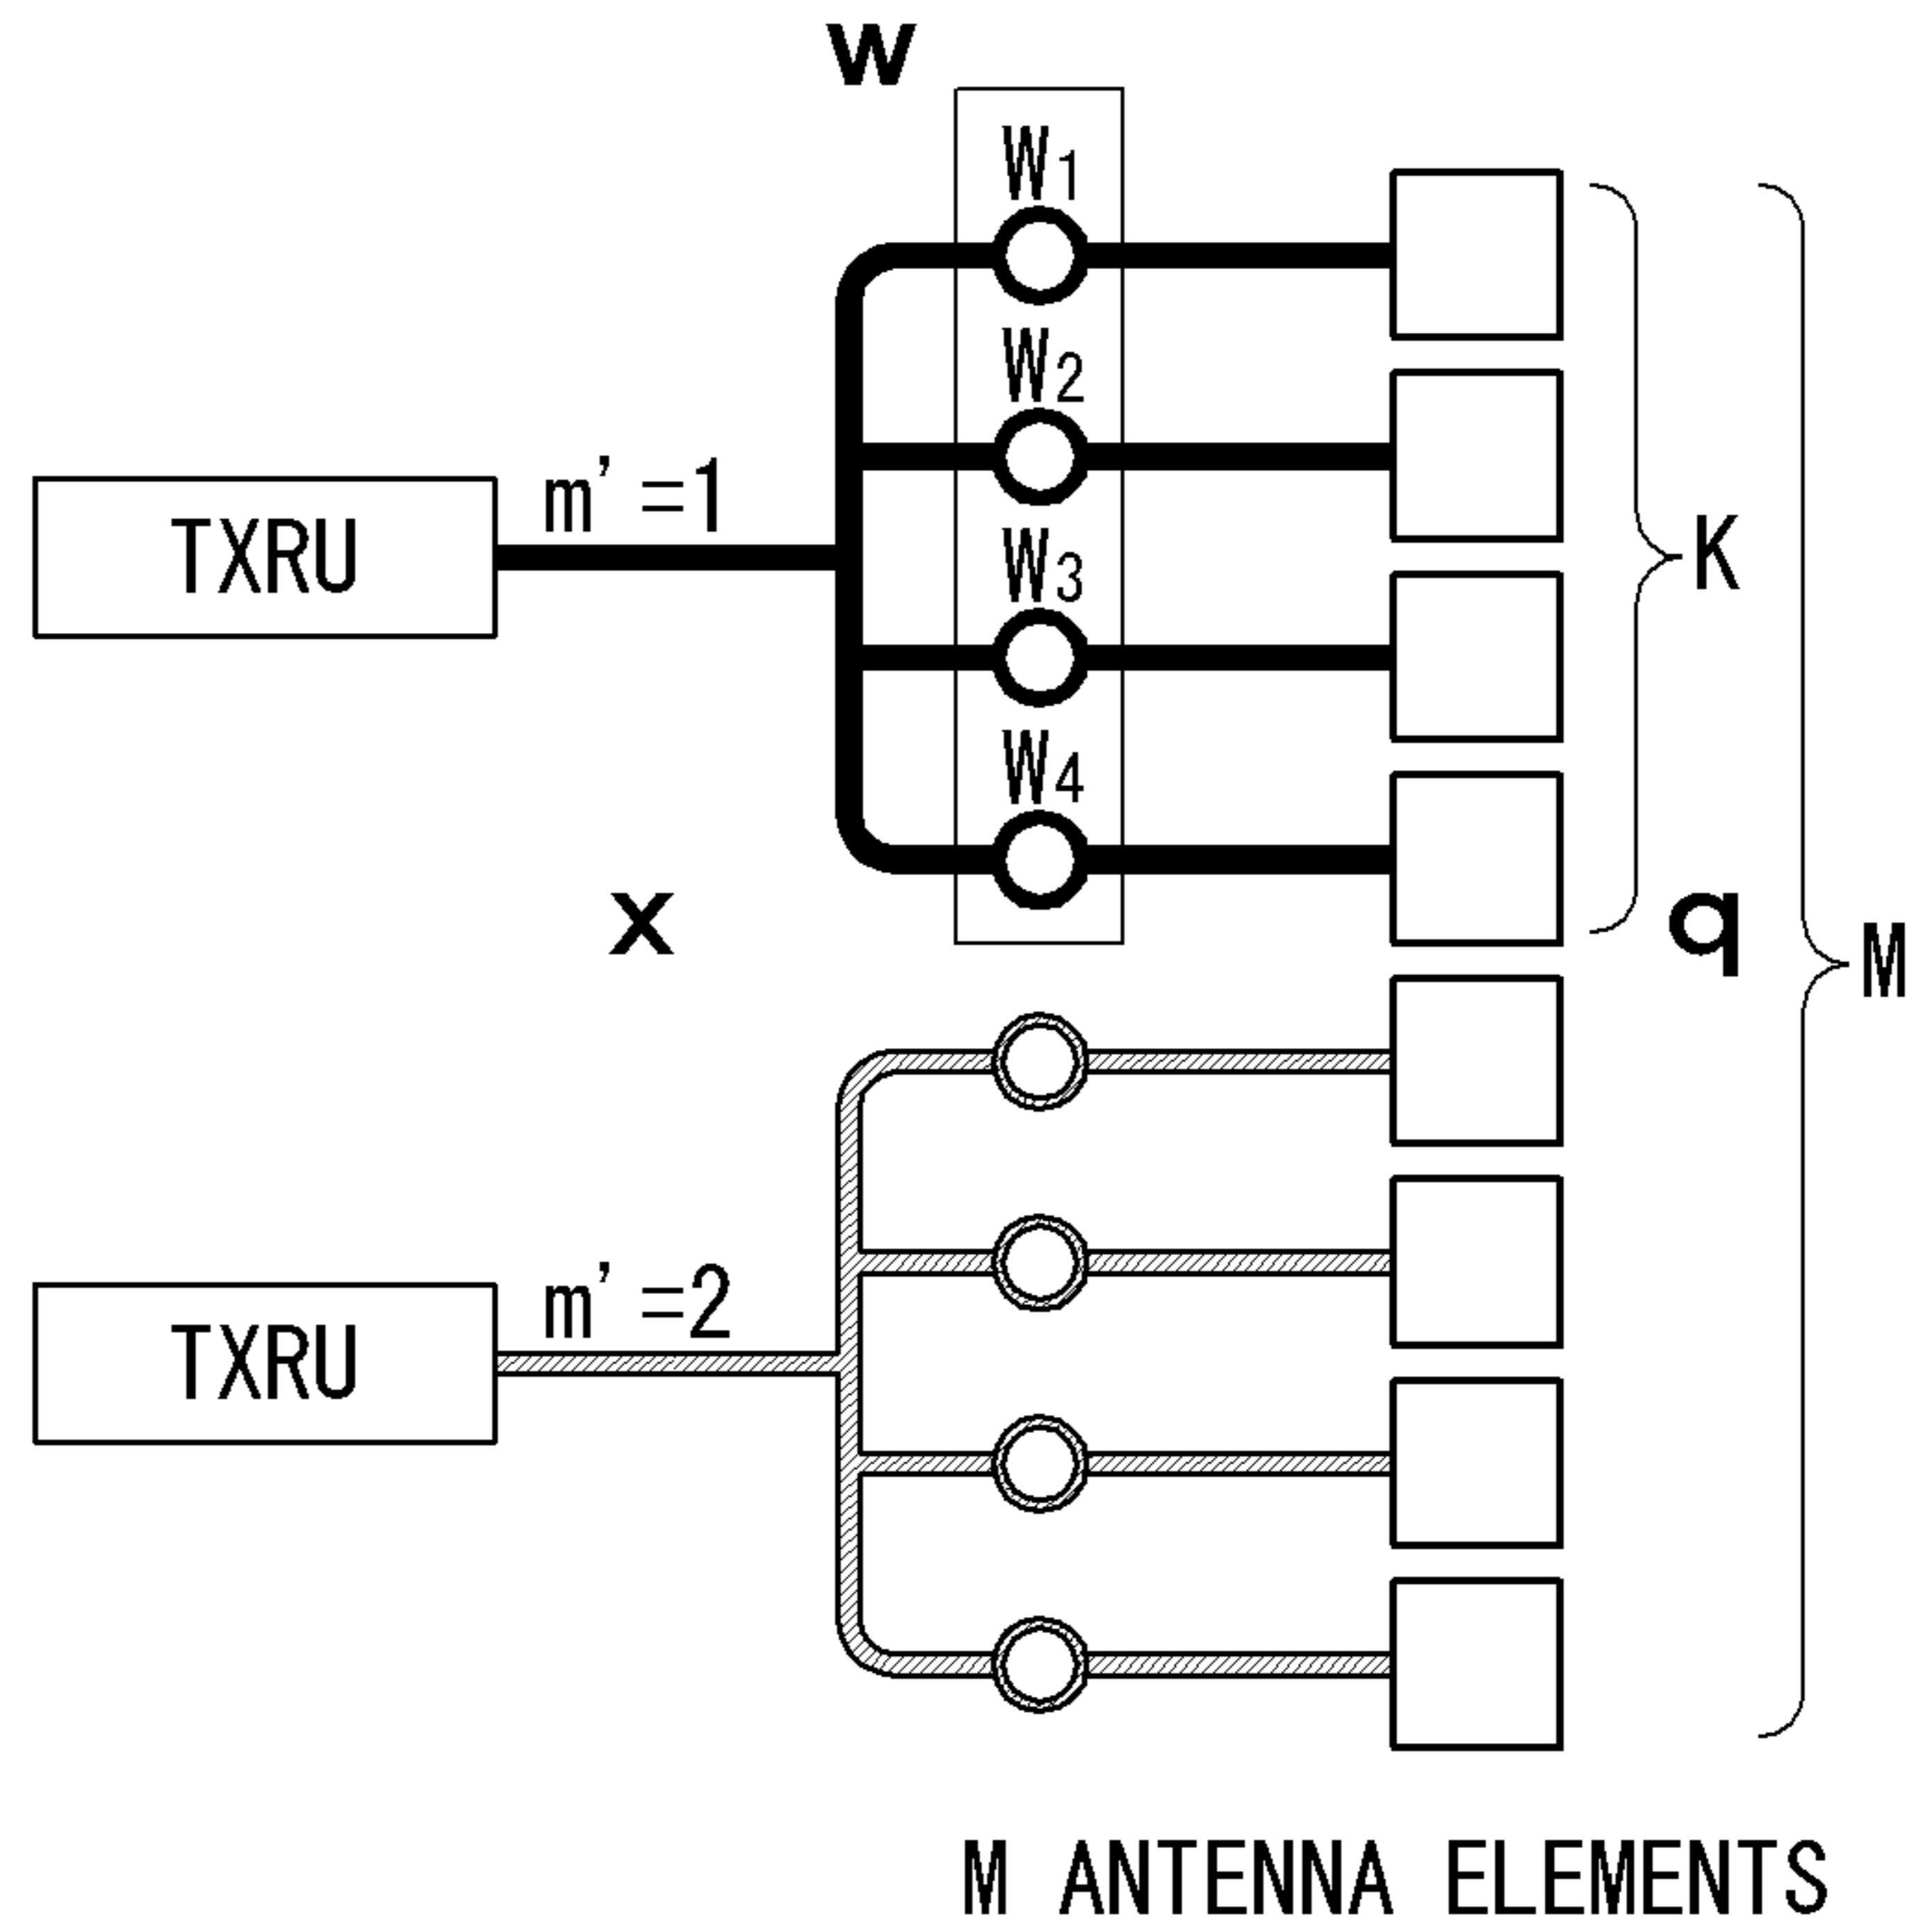 w
W1
W2
m'=1
TXRU
K
W3
W4
x
q
M
m'=2
TXRU
M ANTENNA ELEMENTS